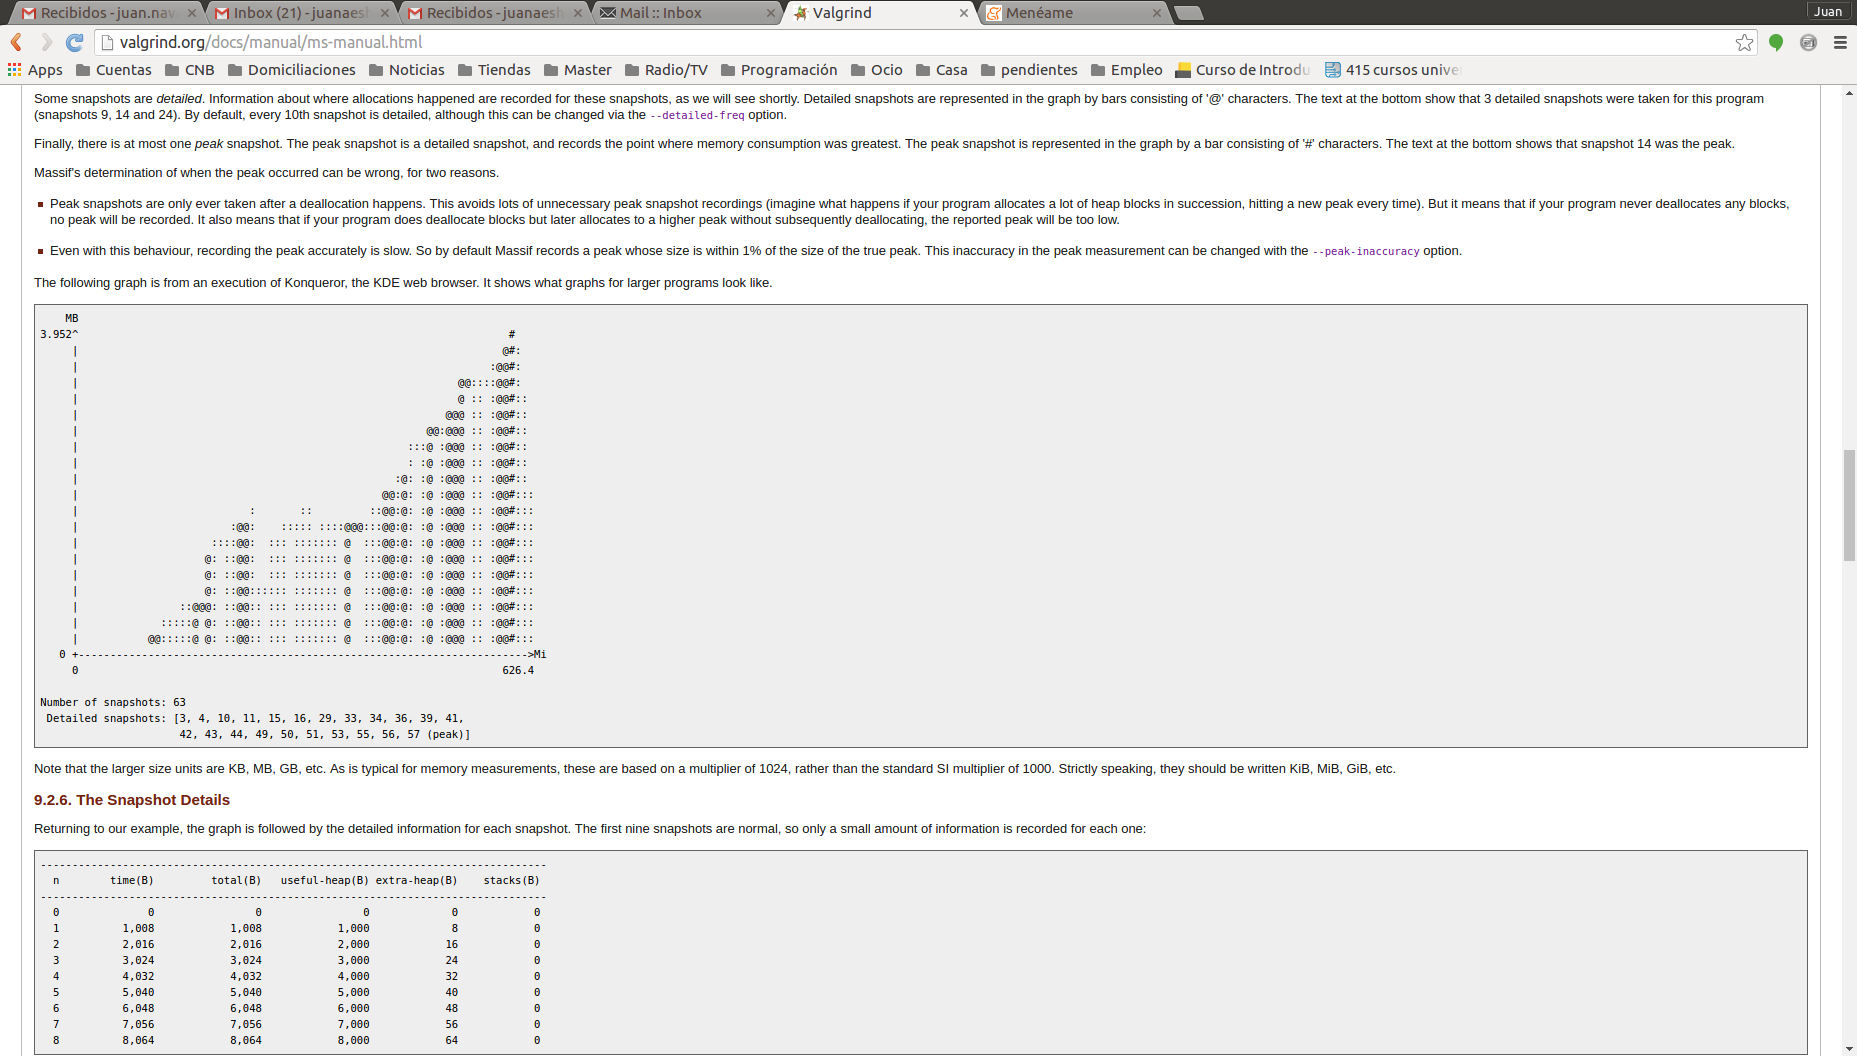 Recibidos - juan.nav
Inbox (21) - juanaesh
Recibidos - juanaesh
Mail :: Inbox
Valgrind
Menéame
Juan
valgrind.org/docs/manual/ms-manual.html
Apps Cuentas CNB Domiciliaciones Noticias Tiendas Master Radio/TV Programación Ocio Casa pendientes Empleo Curso de Introdu 415 cursos unive
Some snapshots are detailed. Information about where allocations happened are recorded for these snapshots, as we will see shortly. Detailed snapshots are represented in the graph by bars consisting of '@' characters. The text at the bottom show that 3 detailed snapshots were taken for this program
(snapshots 9, 14 and 24). By default, every 10th snapshot is detailed, although this can be changed via the --detailed-freq option.
Finally, there is at most one peak snapshot. The peak snapshot is a detailed snapshot, and records the point where memory consumption was greatest. The peak snapshot is represented in the graph by a bar consisting of '#' characters. The text at the bottom shows that snapshot 14 was the peak.
Massif's determination of when the peak occurred can be wrong, for two reasons.
Peak snapshots are only ever taken after a deallocation happens. This avoids lots of unnecessary peak snapshot recordings (imagine what happens if your program allocates a lot of heap blocks in succession, hitting a new peak every time). But it means that if your program never deallocates any blocks,
no peak will be recorded. It also means that if your program does deallocate blocks but later allocates to a higher peak without subsequently deallocating, the reported peak will be too low.
Even with this behaviour, recording the peak accurately is slow. So by default Massif records a peak whose size is within 1% of the size of the true peak. This inaccuracy in the peak measurement can be changed with the --peak-inaccuracy option.
The following graph is from an execution of Konqueror, the KDE web browser. It shows what graphs for larger programs look like.
    MB
3.952^                                                                    #
     |                                                                   @#:
     |                                                                 :@@#:
     |                                                            @@::::@@#:
     |                                                            @ :: :@@#::
     |                                                          @@@ :: :@@#::
     |                                                       @@:@@@ :: :@@#::
     |                                                    :::@ :@@@ :: :@@#::
     |                                                    : :@ :@@@ :: :@@#::
     |                                                  :@: :@ :@@@ :: :@@#::
     |                                                @@:@: :@ :@@@ :: :@@#:::
     |                           :       ::         ::@@:@: :@ :@@@ :: :@@#:::
     |                        :@@:    ::::: ::::@@@:::@@:@: :@ :@@@ :: :@@#:::
     |                     ::::@@:  ::: ::::::: @  :::@@:@: :@ :@@@ :: :@@#:::
     |                    @: ::@@:  ::: ::::::: @  :::@@:@: :@ :@@@ :: :@@#:::
     |                    @: ::@@:  ::: ::::::: @  :::@@:@: :@ :@@@ :: :@@#:::
     |                    @: ::@@:::::: ::::::: @  :::@@:@: :@ :@@@ :: :@@#:::
     |                ::@@@: ::@@:: ::: ::::::: @  :::@@:@: :@ :@@@ :: :@@#:::
     |             :::::@ @: ::@@:: ::: ::::::: @  :::@@:@: :@ :@@@ :: :@@#:::
     |           @@:::::@ @: ::@@:: ::: ::::::: @  :::@@:@: :@ :@@@ :: :@@#:::
   0 +----------------------------------------------------------------------->Mi
     0                                                                   626.4
Number of snapshots: 63
 Detailed snapshots: [3, 4, 10, 11, 15, 16, 29, 33, 34, 36, 39, 41,
                      42, 43, 44, 49, 50, 51, 53, 55, 56, 57 (peak)]
Note that the larger size units are KB, MB, GB, etc. As is typical for memory measurements, these are based on a multiplier of 1024, rather than the standard SI multiplier of 1000. Strictly speaking, they should be written KiB, MiB, GiB, etc.
9.2.6. The Snapshot Details
Returning to our example, the graph is followed by the detailed information for each snapshot. The first nine snapshots are normal, so only a small amount of information is recorded for each one:
--------------------------------------------------------------------------------
  n        time(B)         total(B)   useful-heap(B) extra-heap(B)    stacks(B)
--------------------------------------------------------------------------------
  0              0                0                0             0            0
  1          1,008            1,008            1,000             8            0
  2          2,016            2,016            2,000            16            0
  3          3,024            3,024            3,000            24            0
  4          4,032            4,032            4,000            32            0
  5          5,040            5,040            5,000            40            0
  6          6,048            6,048            6,000            48            0
  7          7,056            7,056            7,000            56            0
  8          8,064            8,064            8,000            64            0